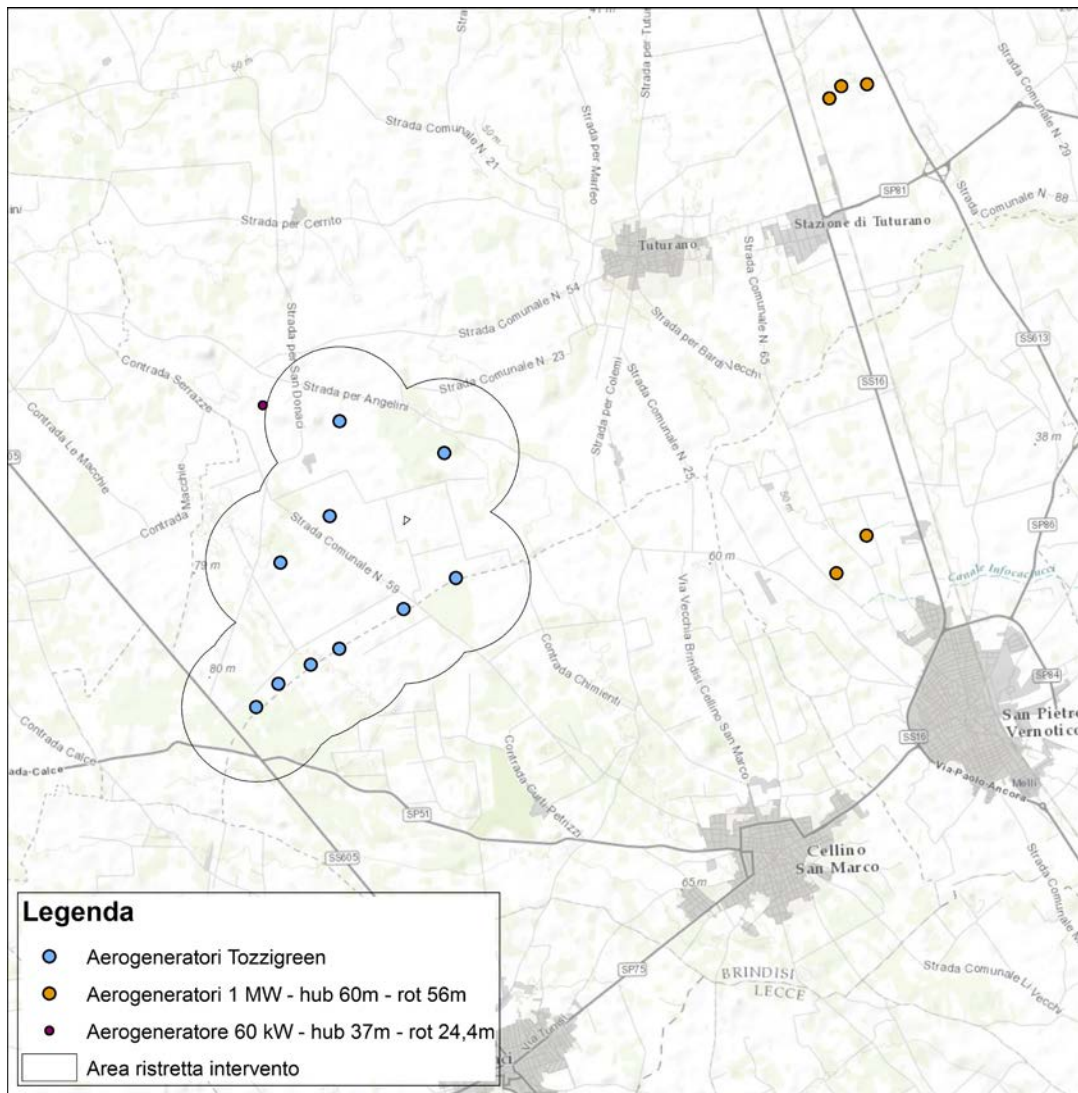 50 m
Strada Comunale N. 21
50 m
Strada per Marfeo
Strada Comunale N. 29
SP81
Strada Comunale N. 88
Strada per Cerrito
Stazione di Tuturano
Tuturano
Strada Comunale N. 65
Strada Comunale N. 54
Strada per San Donaci
Strada per Bardi Vecchi
SS613
Strada Comunale N. 23
Contrada Serrazze
Strada per Angelini
SS16
Strada per Colemi
Strada Comunale N. 25
Contrada Le Macchie
38 m
Contrada Macchie
50 m
Strada Comunale N. 59
SP86
79 m
60 m
Canale Infocaciucci
Via Vecchia Brindisi Cellino San Marco
80 m
Contrada Chimienti
SP84
San Pietro
Vernotico
Contrada Calce
SS16
Contrada Curti Petrizzi
Via-Paolo-Ancora
Melli
SP51
Cellino
San Marco
SS605
65 m
SP75
BRINDISI
LECCE
Strada Comunale Li Vecchi
Legenda
Aerogeneratori Tozzigreen
Aerogeneratori 1 MW - hub 60m - rot 56m
Aerogeneratore 60 kW - hub 37m - rot 24,4m
Area ristretta intervento